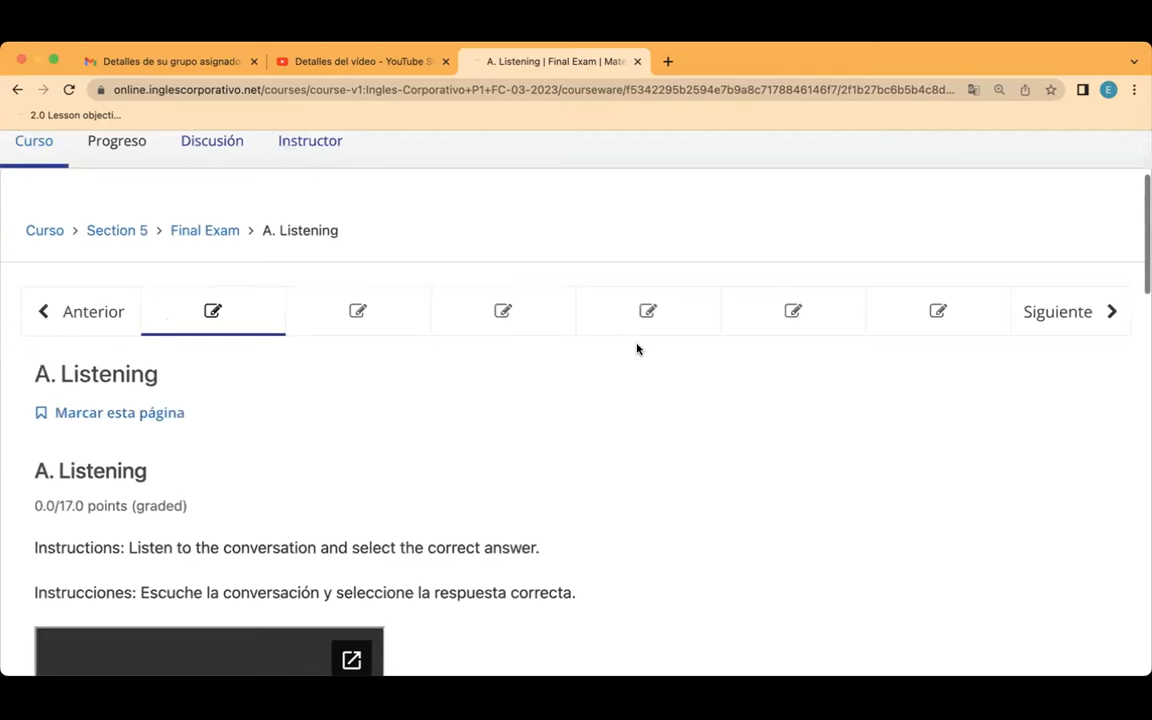 Detalles de su grupo asignado
Detalles del vídeo - YouTube S
A. Listening | Final Exam | Mate
online.inglescorporativo.net/courses/course-v1:Ingles-Corporativo+P1+FC-03-2023/courseware/f5342295b2594e7b9a8c7178846146f7/2f1b27bc6b5b4c8d...
E
2.0 Lesson objecti...
Curso Progreso Discusión Instructor
Curso > Section 5 > Final Exam > A. Listening
Anterior
Siguiente
A. Listening
Marcar esta página
A. Listening
0.0/17.0 points (graded)
Instructions: Listen to the conversation and select the correct answer.
Instrucciones: Escuche la conversación y seleccione la respuesta correcta.